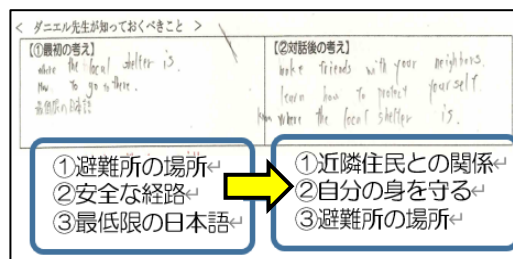 < ダニエル先生が知っておくべきこと >
【①最初の考え】
where the local shelter is.
How to go to there.
最低限の日本語
【②対話後の考え】
make friends with your neighbors.
learn how to protect yourself.
know where the local shelter is.
①避難所の場所↵
②安全な経路↵
③最低限の日本語↵
①近隣住民との関係↵
②自分の身を守る↵
③避難所の場所↵